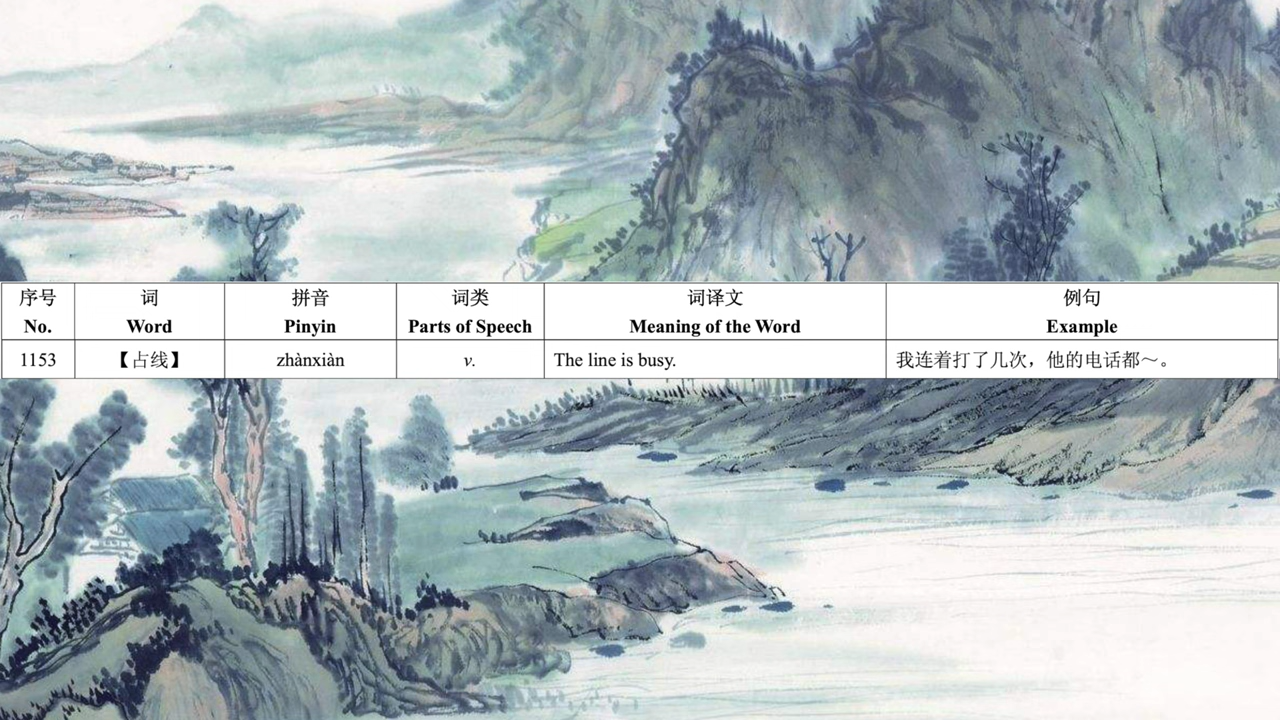 序号 词 拼音 词类 词译文 例句
No. Word Pinyin Parts of Speech Meaning of the Word Example
1153 【占线】 zhànxiàn v. The line is busy. 我连着打了几次，他的电话都～。